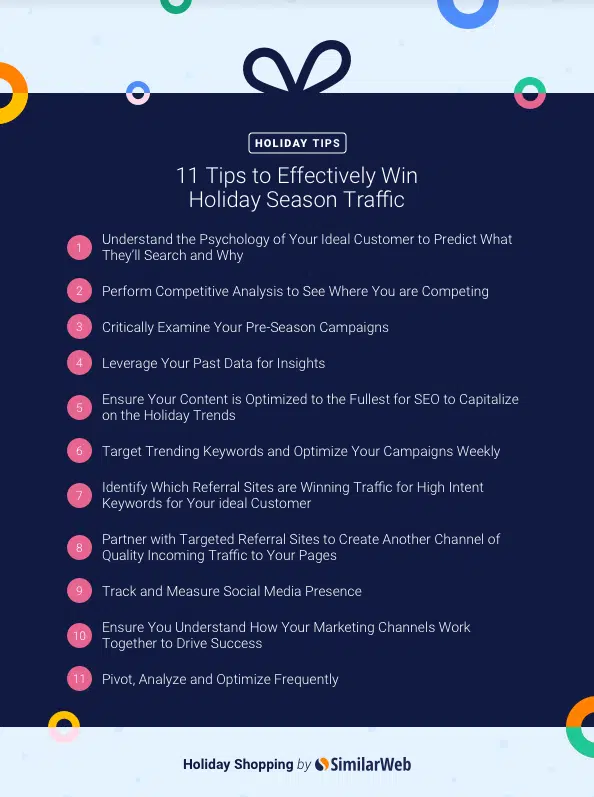 HOLIDAY TIPS
11 Tips to Effectively Win
Holiday Season Traffic
1 Understand the Psychology of Your Ideal Customer to Predict What
They'll Search and Why
2 Perform Competitive Analysis to See Where You are Competing
3 Critically Examine Your Pre-Season Campaigns
4 Leverage Your Past Data for Insights
5 Ensure Your Content is Optimized to the Fullest for SEO to Capitalize
on the Holiday Trends
6 Target Trending Keywords and Optimize Your Campaigns Weekly
7 Identify Which Referral Sites are Winning Traffic for High Intent
Keywords for Your ideal Customer
8 Partner with Targeted Referral Sites to Create Another Channel of
Quality Incoming Traffic to Your Pages
9 Track and Measure Social Media Presence
10 Ensure You Understand How Your Marketing Channels Work
Together to Drive Success
11 Pivot, Analyze and Optimize Frequently
Holiday Shopping by SimilarWeb